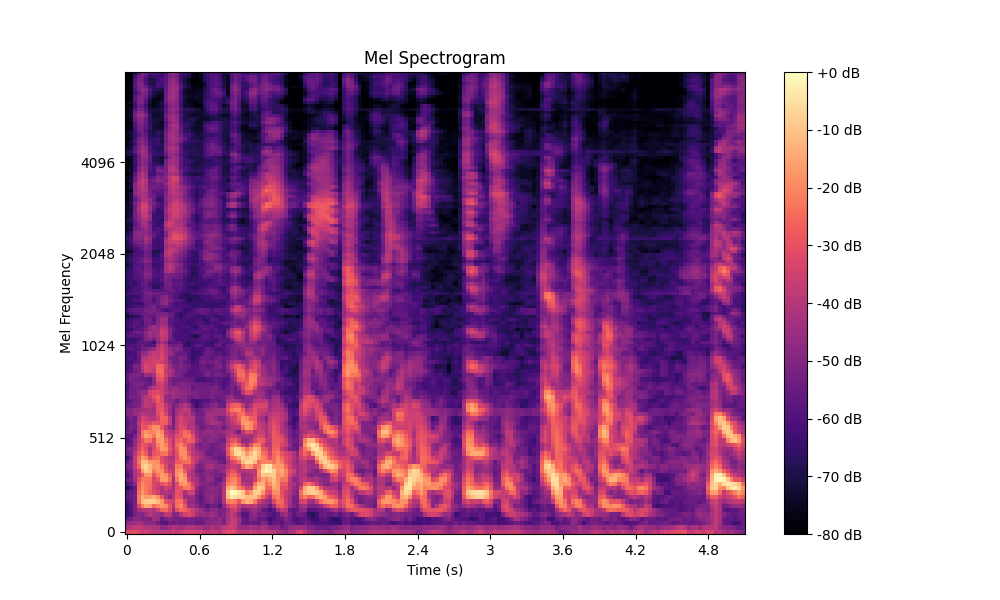 Mel Spectrogram
+0 dB
-10 dB
-20 dB
-30 dB
-40 dB
-50 dB
-60 dB
-70 dB
-80 dB
Mel Frequency
4096
2048
1024
512
0
0 0.6 1.2 1.8 2.4 3 3.6 4.2 4.8
Time (s)